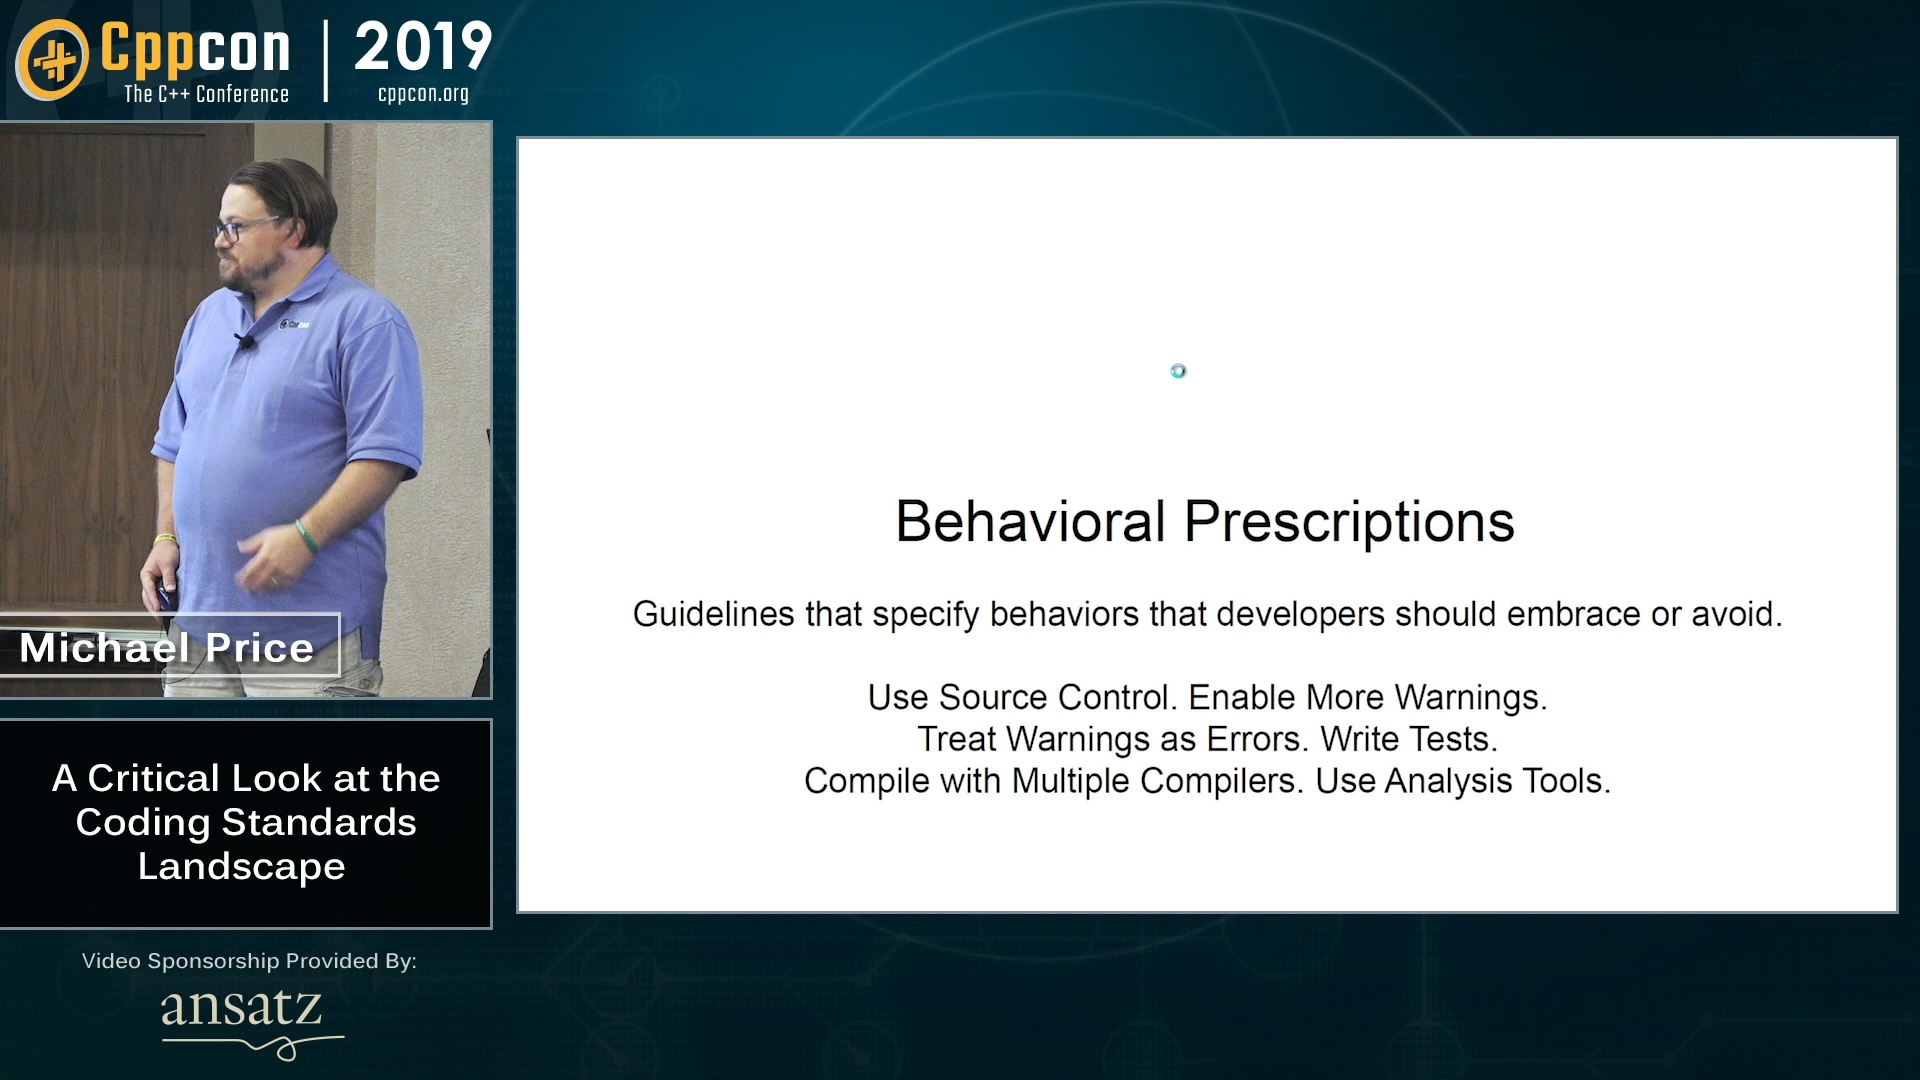 Cppcon
The C++ Conference
2019
cppcon.org
Michael Price
A Critical Look at the
Coding Standards
Landscape
Video Sponsorship Provided By:
ansatz
Behavioral Prescriptions
Guidelines that specify behaviors that developers should embrace or avoid.
Use Source Control. Enable More Warnings.
Treat Warnings as Errors. Write Tests.
Compile with Multiple Compilers. Use Analysis Tools.